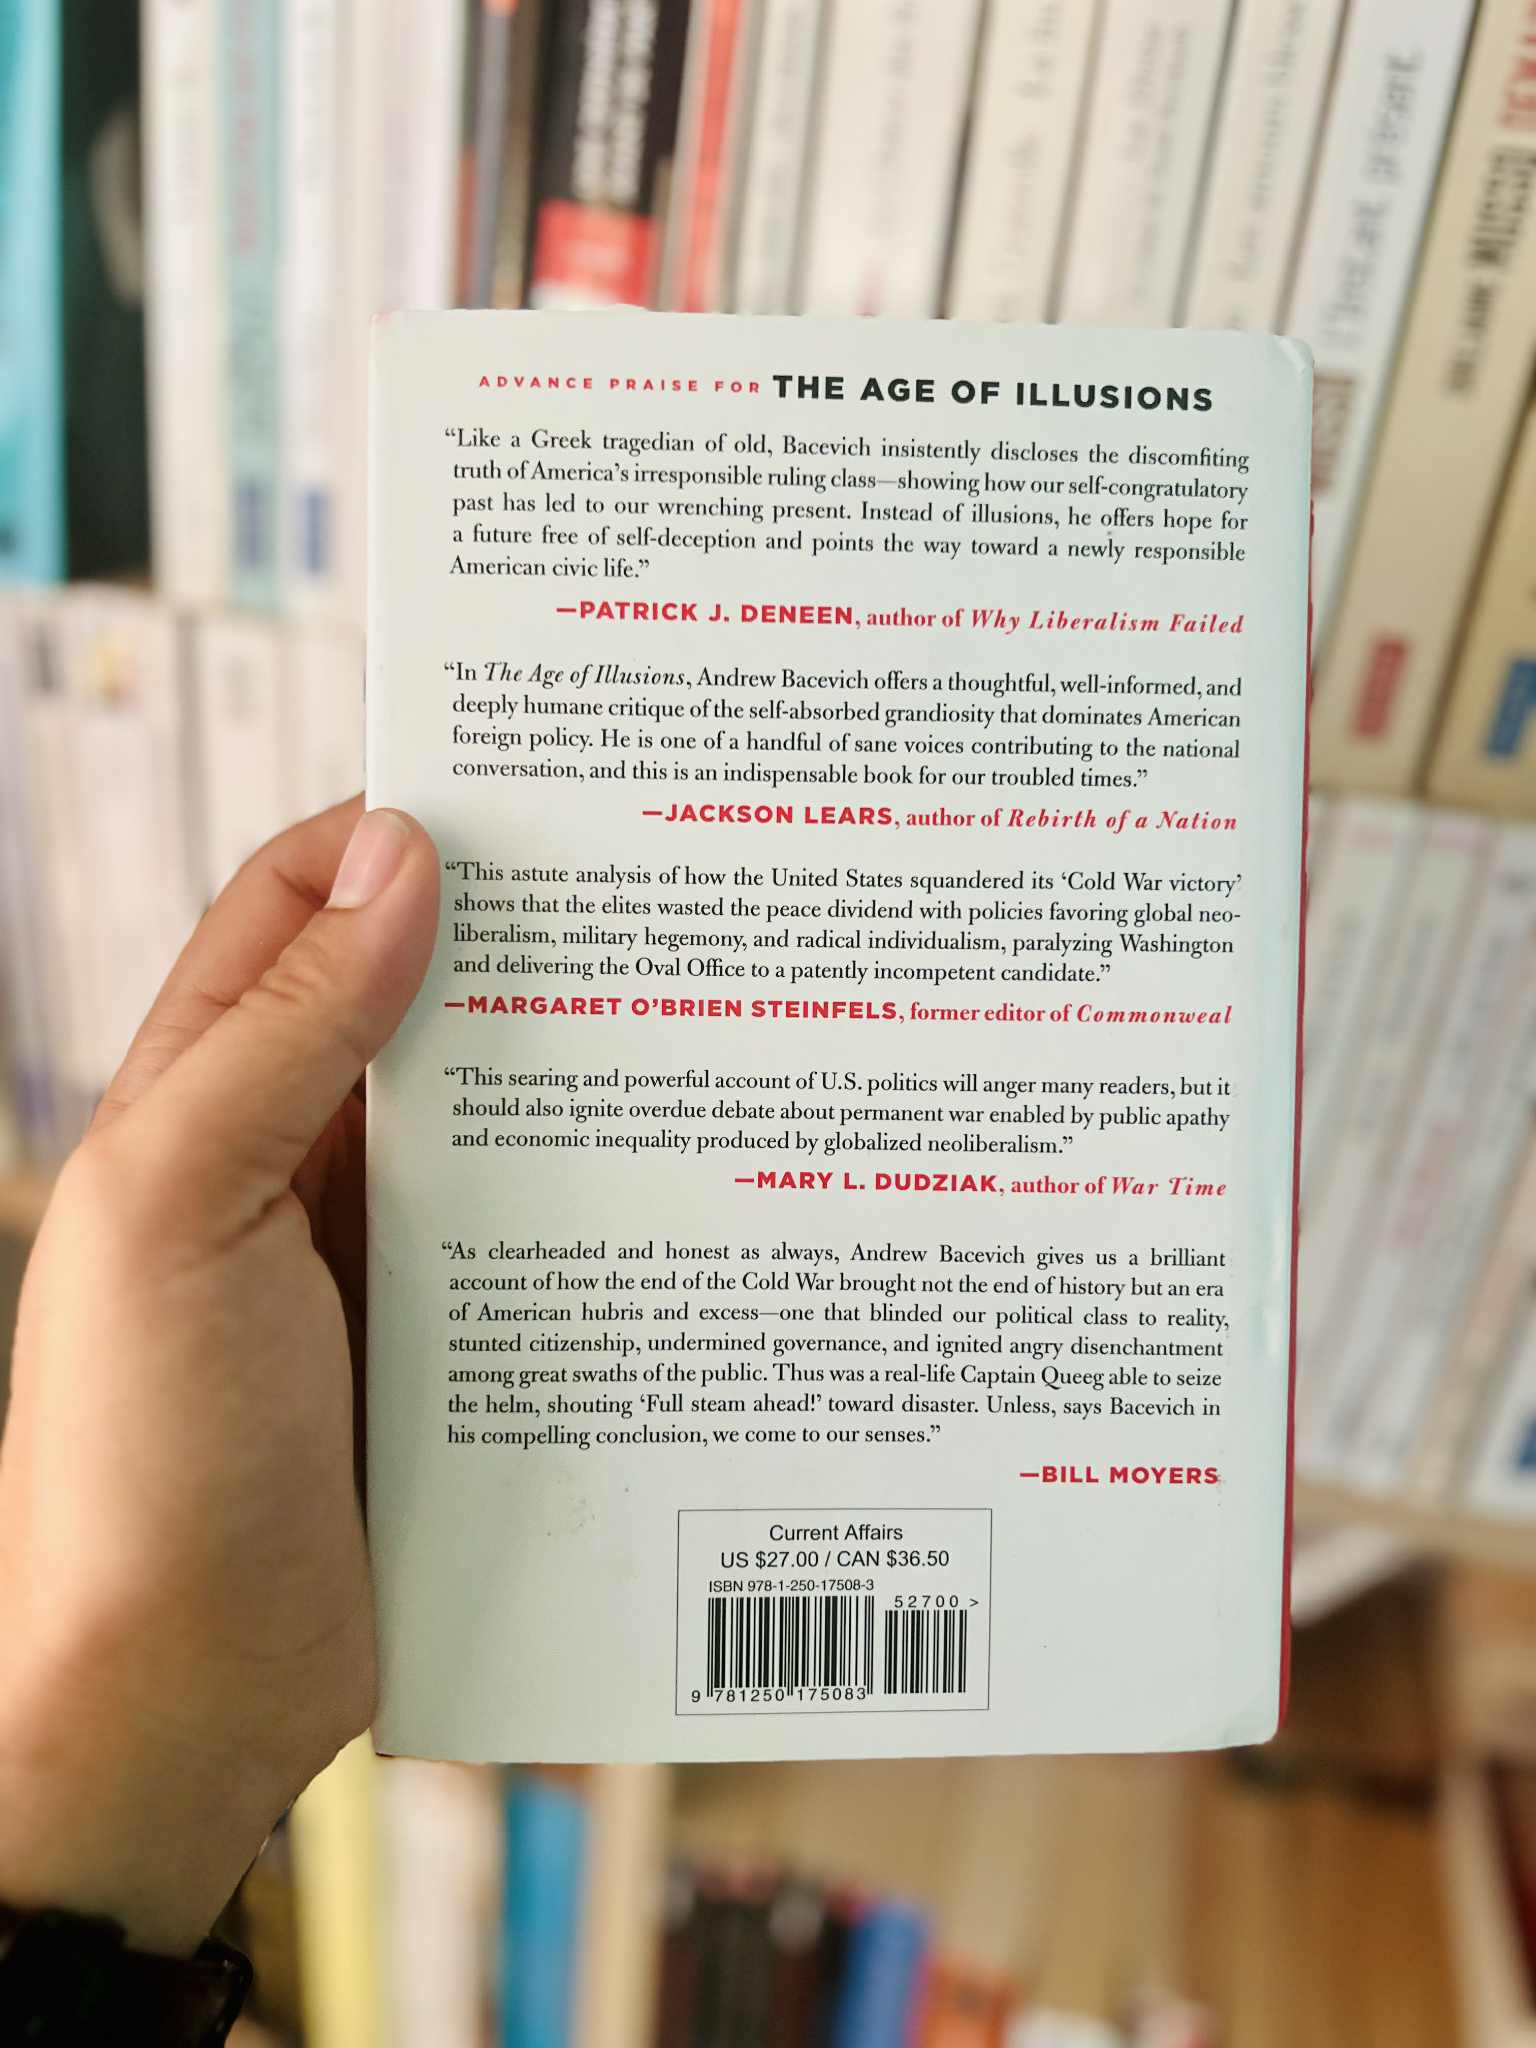 ADVANCE PRAISE FOR THE AGE OF ILLUSIONS
“Like a Greek tragedian of old, Bacevich insistently discloses the discomfiting
truth of America’s irresponsible ruling class—showing how our self-congratulatory
past has led to our wrenching present. Instead of illusions, he offers hope for
a future free of self-deception and points the way toward a newly responsible
American civic life.”
—PATRICK J. DENEEN, author of Why Liberalism Failed
“In The Age of Illusions, Andrew Bacevich offers a thoughtful, well-informed, and
deeply humane critique of the self-absorbed grandiosity that dominates American
foreign policy. He is one of a handful of sane voices contributing to the national
conversation, and this is an indispensable book for our troubled times.”
—JACKSON LEARS, author of Rebirth of a Nation
“This astute analysis of how the United States squandered its ‘Cold War victory’
shows that the elites wasted the peace dividend with policies favoring global neo-
liberalism, military hegemony, and radical individualism, paralyzing Washington
and delivering the Oval Office to a patently incompetent candidate.”
—MARGARET O’BRIEN STEINFELS, former editor of Commonweal
“This searing and powerful account of U.S. politics will anger many readers, but it
should also ignite overdue debate about permanent war enabled by public apathy
and economic inequality produced by globalized neoliberalism.”
—MARY L. DUDZIAK, author of War Time
“As clearheaded and honest as always, Andrew Bacevich gives us a brilliant
account of how the end of the Cold War brought not the end of history but an era
of American hubris and excess—one that blinded our political class to reality,
stunted citizenship, undermined governance, and ignited angry disenchantment
among great swaths of the public. Thus was a real-life Captain Queeg able to seize
the helm, shouting ‘Full steam ahead!’ toward disaster. Unless, says Bacevich in
his compelling conclusion, we come to our senses.”
—BILL MOYERS
Current Affairs
US $27.00 / CAN $36.50
ISBN 978-1-250-17508-3
52700 >
9 781250 175083